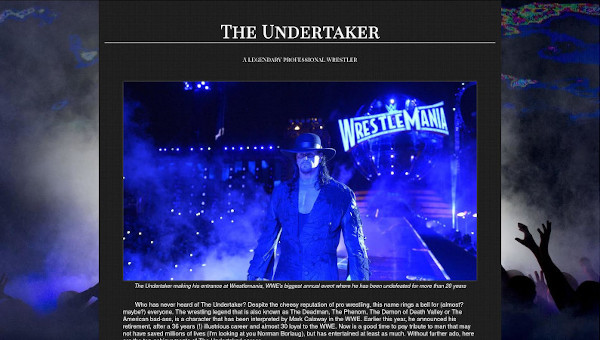 The Undertaker
A Legendary Professional Wrestler
WRESTLEMANIA
The Undertaker making his entrance at Wrestlemania, WWE's biggest annual event where he has been undefeated for more than 28 years
Who has never heard of The Undertaker? Despite the cheesy reputation of pro wrestling, this name rings a bell for (almost?
maybe?) everyone. The wrestling legend that is also known as The Deadman, The Phenom, The Demon of Death Valley or The
American bad-ass, is a character that has been interpreted by Mark Calaway in the WWE. Earlier this year, he announced his
retirement, after a 36 years (!) illustrious career and almost 30 loyal to the WWE. Now is a good time to pay tribute to man that may
not have saved millions of lives (I'm looking at you Norman Borlaug), but has entertained at least as much. Without further ado, here